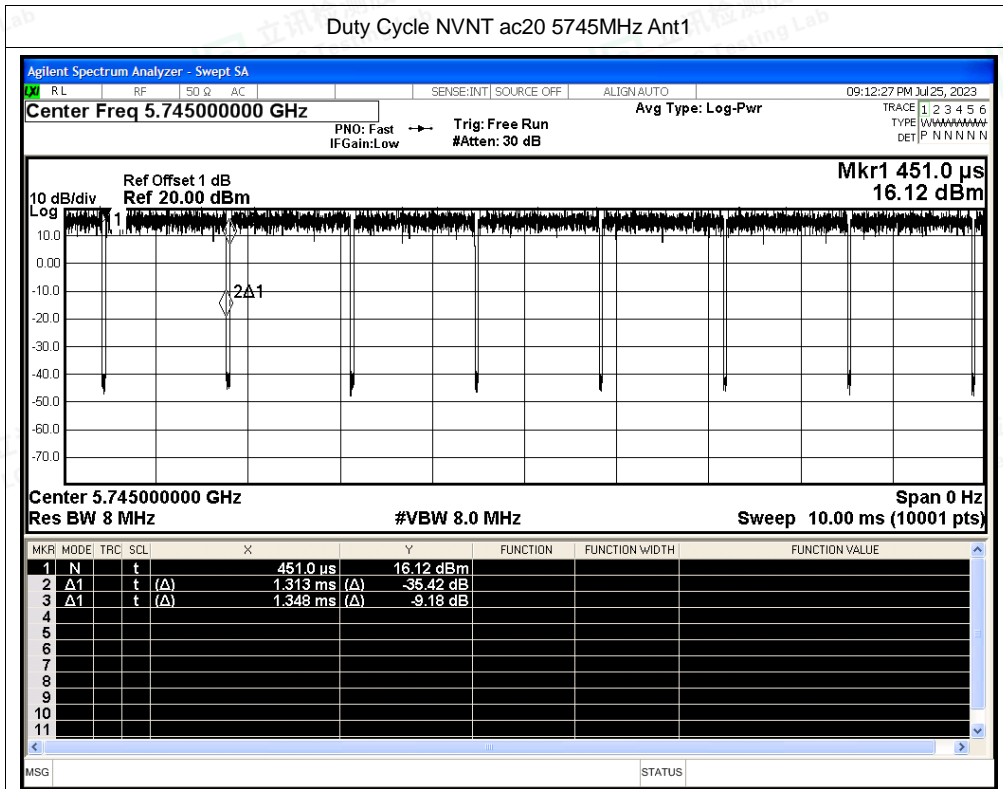 Duty Cycle NVNT ac20 5745MHz Ant1
Agilent Spectrum Analyzer - Swept SA
LXI RL RF 50 Ω AC SENSE:INT SOURCE OFF ALIGN AUTO 09:12:27 PM Jul 25, 2023
Center Freq 5.745000000 GHz Avg Type: Log-Pwr TRACE 1 2 3 4 5 6
PNO: Fast Trig: Free Run TYPE
IFGain:Low #Atten: 30 dB DET P N N N N N
Mkr1 451.0 µs
Ref Offset 1 dB
10 dB/div Ref 20.00 dBm 16.12 dBm
Log
1
10.0
0.00
-10.0
2Δ1
-20.0
-30.0
-40.0
-50.0
-60.0
-70.0
Center 5.745000000 GHz Span 0 Hz
Res BW 8 MHz #VBW 8.0 MHz Sweep 10.00 ms (10001 pts)
MKR MODE TRC SCL X Y FUNCTION FUNCTION WIDTH FUNCTION VALUE
1 N t 451.0 µs 16.12 dBm
2 Δ1 t (Δ) 1.313 ms (Δ) -35.42 dB
3 Δ1 t (Δ) 1.348 ms (Δ) -9.18 dB
4
5
6
7
8
9
10
11
MSG STATUS